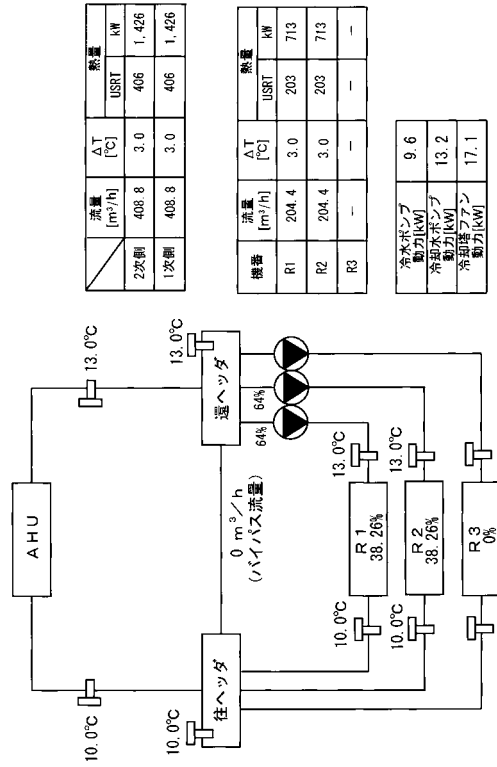 AHU
10.0℃
13.0℃
10.0℃
13.0℃
往ヘッダ
還ヘッダ
0 m³/h
(バイパス流量)
64%
64%
10.0℃
R1
38.26%
13.0℃
10.0℃
R2
38.26%
13.0℃
R3
0%
流量 [m³/h] ΔT [℃] 熱量
USRT kW
2次側 408.8 3.0 406 1,426
1次側 408.8 3.0 406 1,426
機番 流量 [m³/h] ΔT [℃] 熱量
USRT kW
R1 204.4 3.0 203 713
R2 204.4 3.0 203 713
R3 － － － －
冷水ポンプ動力[kW] 9.6
冷却水ポンプ動力[kW] 13.2
冷却塔ファン動力[kW] 17.1